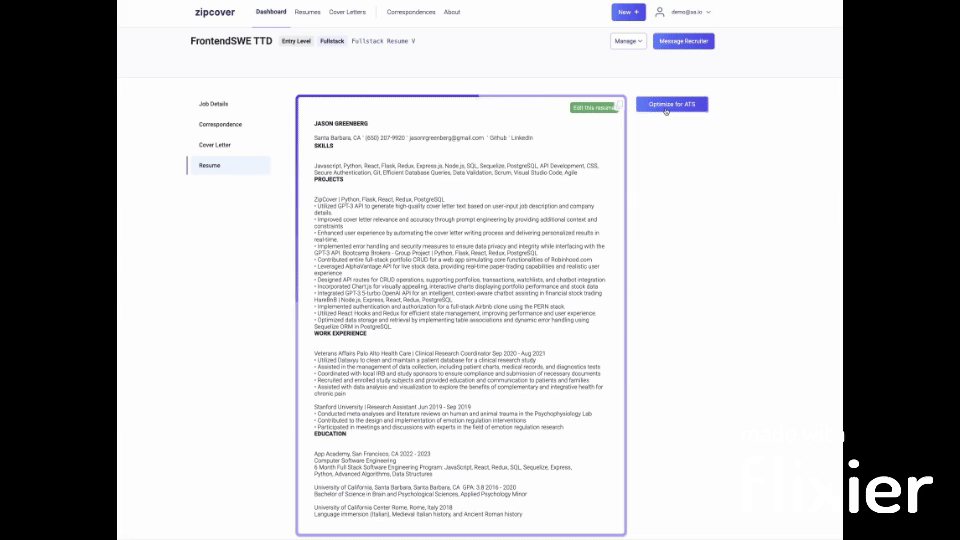 zipcover
Dashboard Resumes Cover Letters Correspondences About
New +
demo@aa.io
FrontendSWE TTD Entry Level Fullstack Fullstack Resume V
Manage
Message Recruiter
Job Details
Correspondence
Cover Letter
Resume
Edit this resume
Optimize for ATS
JASON GREENBERG
Santa Barbara, CA ' (650) 207-9920 ' jasonrgreenberg@gmail.com ' Github ' LinkedIn
SKILLS
Javascript, Python, React, Flask, Redux, Express.js, Node.js, SQL, Sequelize, PostgreSQL, API Development, CSS,
Secure Authentication, Git, Efficient Database Queries, Data Validation, Scrum, Visual Studio Code, Agile
PROJECTS
ZipCover | Python, Flask, React, Redux, PostgreSQL
• Utilized GPT-3 API to generate high-quality cover letter text based on user-input job description and company
details.
• Improved cover letter relevance and accuracy through prompt engineering by providing additional context and
constraints
• Enhanced user experience by automating the cover letter writing process and delivering personalized results in
real-time.
• Implemented error handling and security measures to ensure data privacy and integrity while interfacing with the
GPT-3 API. Bootcamp Brokers - Group Project | Python, Flask, React, Redux, PostgreSQL
• Contributed entire full-stack portfolio CRUD for a web app simulating core functionalities of Robinhood.com
• Leveraged AlphaVantage API for live stock data, providing real-time paper-trading capabilities and realistic user
experience
• Designed API routes for CRUD operations, supporting portfolios, transactions, watchlists, and chatbot integration
• Incorporated Chart.js for visually appealing, interactive charts displaying portfolio performance and stock data
• Integrated GPT-3.5-turbo OpenAI API for an intelligent, context-aware chatbot assisting in financial stock trading
HareBnB | Node.js, Express, React, Redux, PostgreSQL
• Implemented authentication and authorization for a full-stack Airbnb clone using the PERN stack.
• Utilized React Hooks and Redux for efficient state management, improving performance and user experience.
• Optimized data storage and retrieval by implementing table associations and dynamic error handling using
Sequelize ORM in PostgreSQL.
WORK EXPERIENCE
Veterans Affairs Palo Alto Health Care | Clinical Research Coordinator Sep 2020 - Aug 2021
• Utilized Datavyu to clean and maintain a patient database for a clinical research study
• Assisted in the management of data collection, including patient charts, medical records, and diagnostics tests
• Coordinated with local IRB and study sponsors to ensure compliance and submission of necessary documents
• Recruited and enrolled study subjects and provided education and communication to patients and families
• Assisted with data analysis and visualization to explore the benefits of complementary and integrative health for
chronic pain
Stanford University | Research Assistant Jun 2019 - Sep 2019
• Conducted meta-analyses and literature reviews on human and animal trauma in the Psychophysiology Lab
• Contributed to the design and implementation of emotion regulation interventions
• Participated in meetings and discussions with experts in the field of emotion regulation research
EDUCATION
App Academy, San Francisco, CA 2022 - 2023
Computer Software Engineering
6 Month Full Stack Software Engineering Program: JavaScript, React, Redux, SQL, Sequelize, Express,
Python, Advanced Algorithms, Data Structures
University of California, Santa Barbara, Santa Barbara, CA GPA: 3.8 2016 - 2020
Bachelor of Science in Brain and Psychological Sciences, Applied Psychology Minor
University of California Center Rome, Rome, Italy 2018
Language immersion (Italian), Medieval Italian history, and Ancient Roman history
flixier